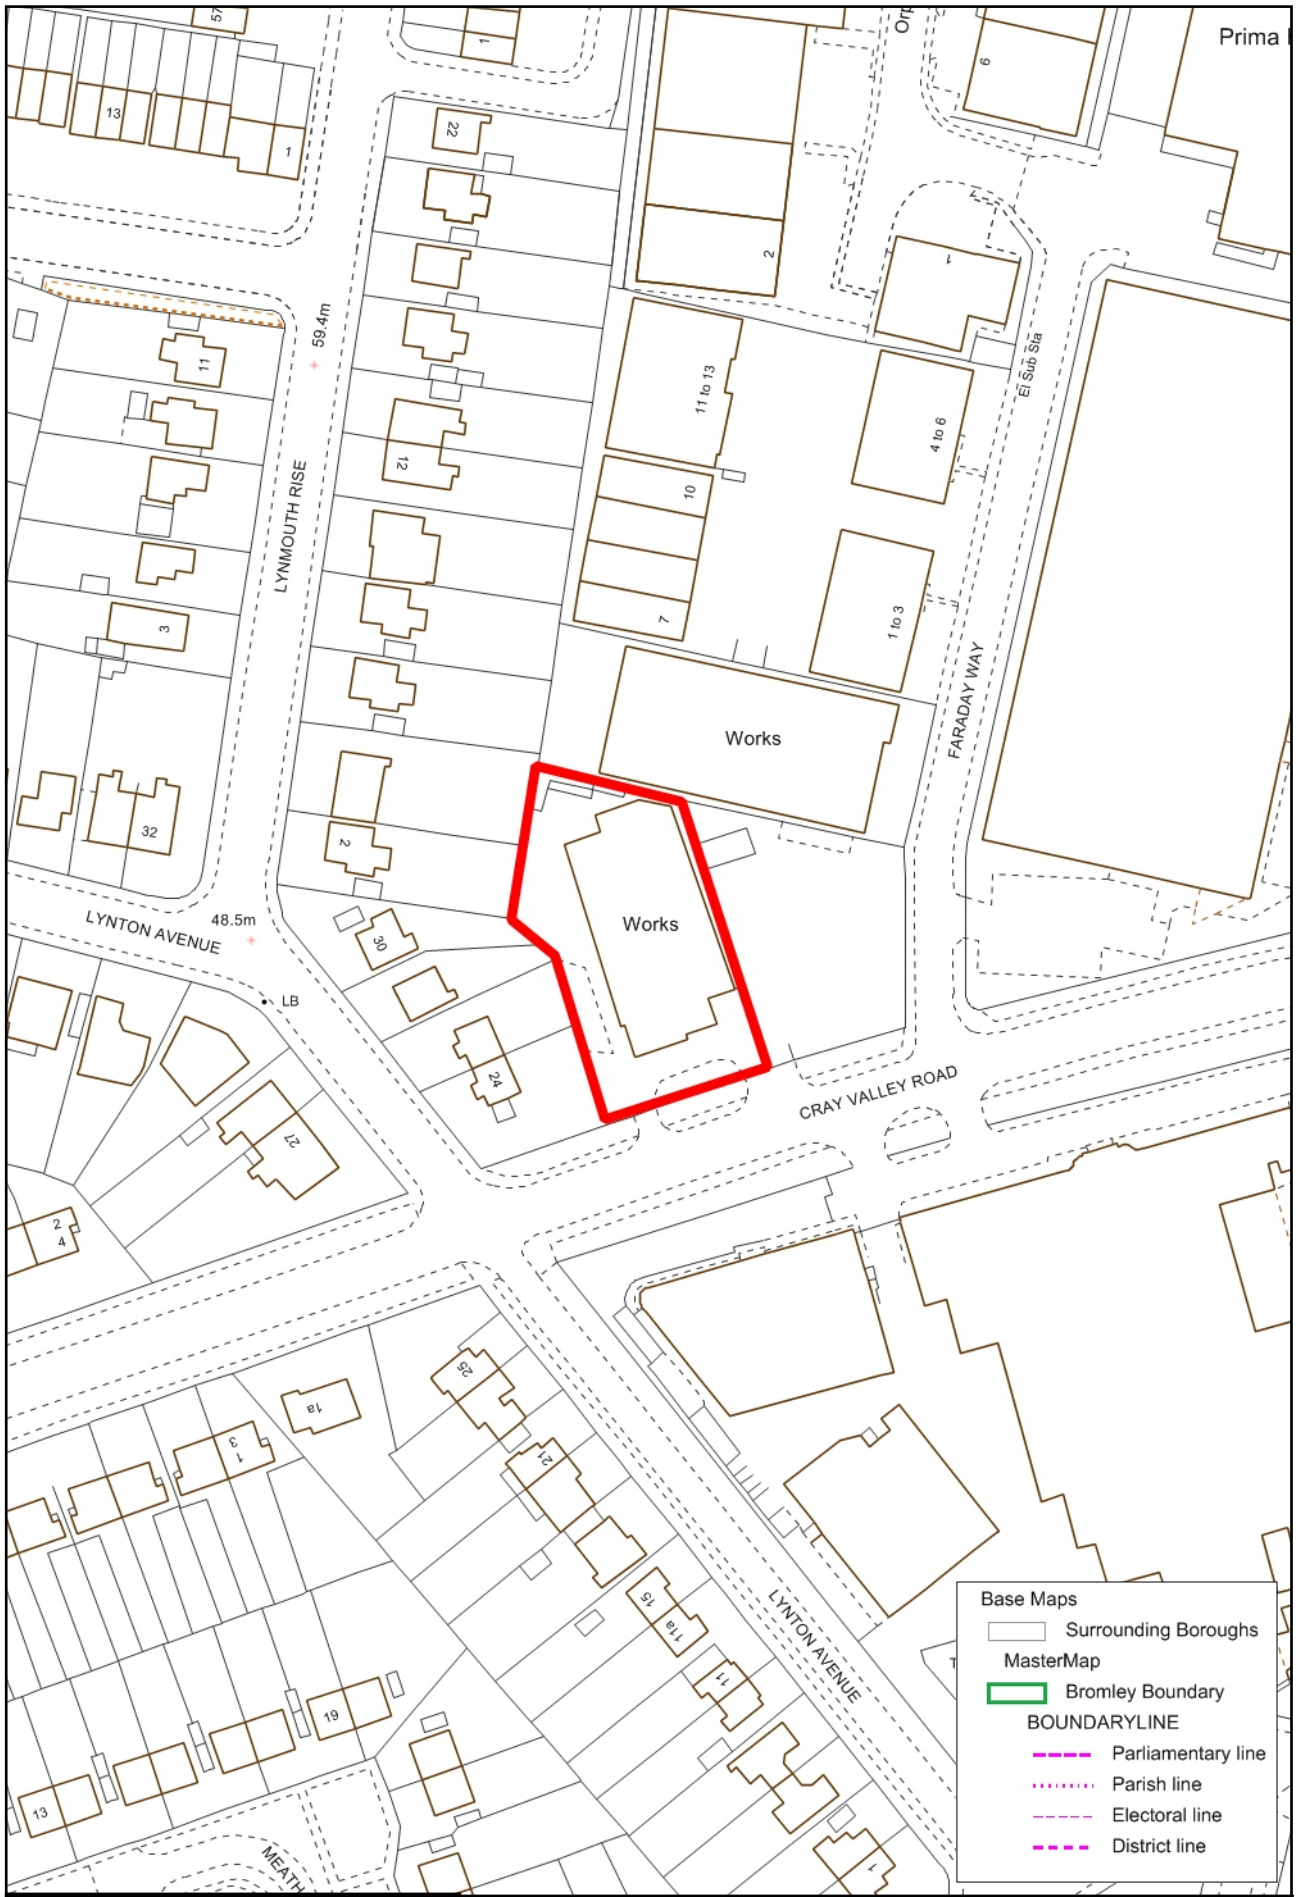 57
1
Orp
6
Prima
13
1
22
2
1
59.4m
11
11 to 13
El Sub Sta
4 to 6
12
10
LYNMOUTH RISE
3
7
1 to 3
FARADAY WAY
Works
32
2
LYNTON AVENUE
48.5m
30
Works
LB
24
CRAY VALLEY ROAD
27
2
4
25
1a
3
1
21
15
11a
LYNTON AVENUE
11
19
13
1
MEATH
T
Base Maps
Surrounding Boroughs
MasterMap
Bromley Boundary
BOUNDARYLINE
Parliamentary line
Parish line
Electoral line
District line